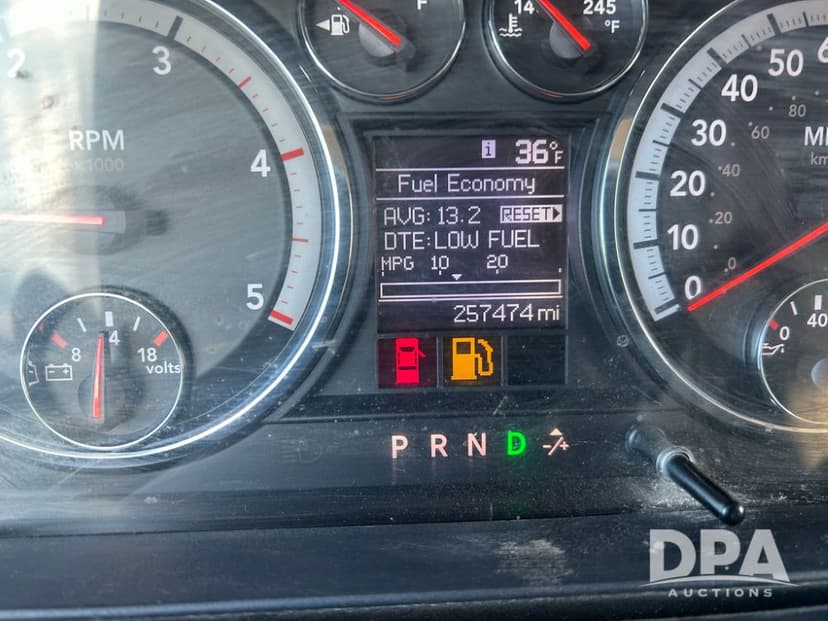 F
14 245
°F
2 3 4 5
RPM
x1000
8 14 18
volts
i 36°F
Fuel Economy
AVG: 13.2 RESET
DTE:LOW FUEL
MPG 10 20
257474 mi
P R N D -/+
0 10 20 30 40 50
.0 .20 .40 60 80
0 40
DPA
AUCTIONS